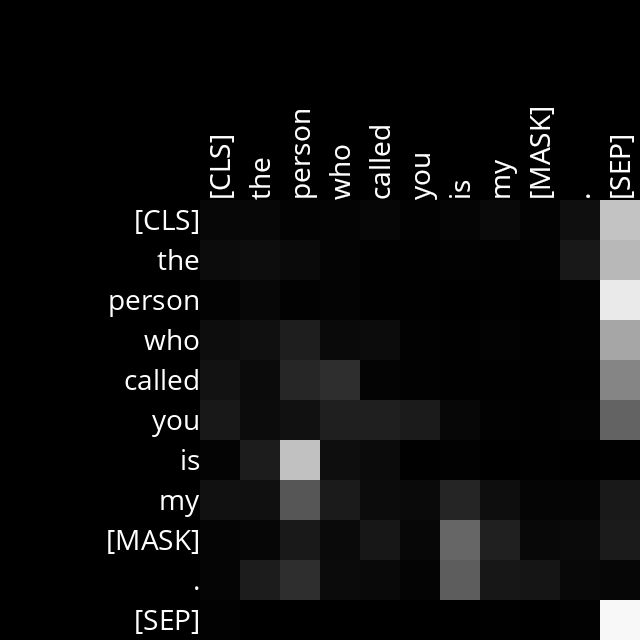 [CLS] the person who called you is my [MASK] . [SEP]
[CLS]
the
person
who
called
you
is
my
[MASK]
.
[SEP]